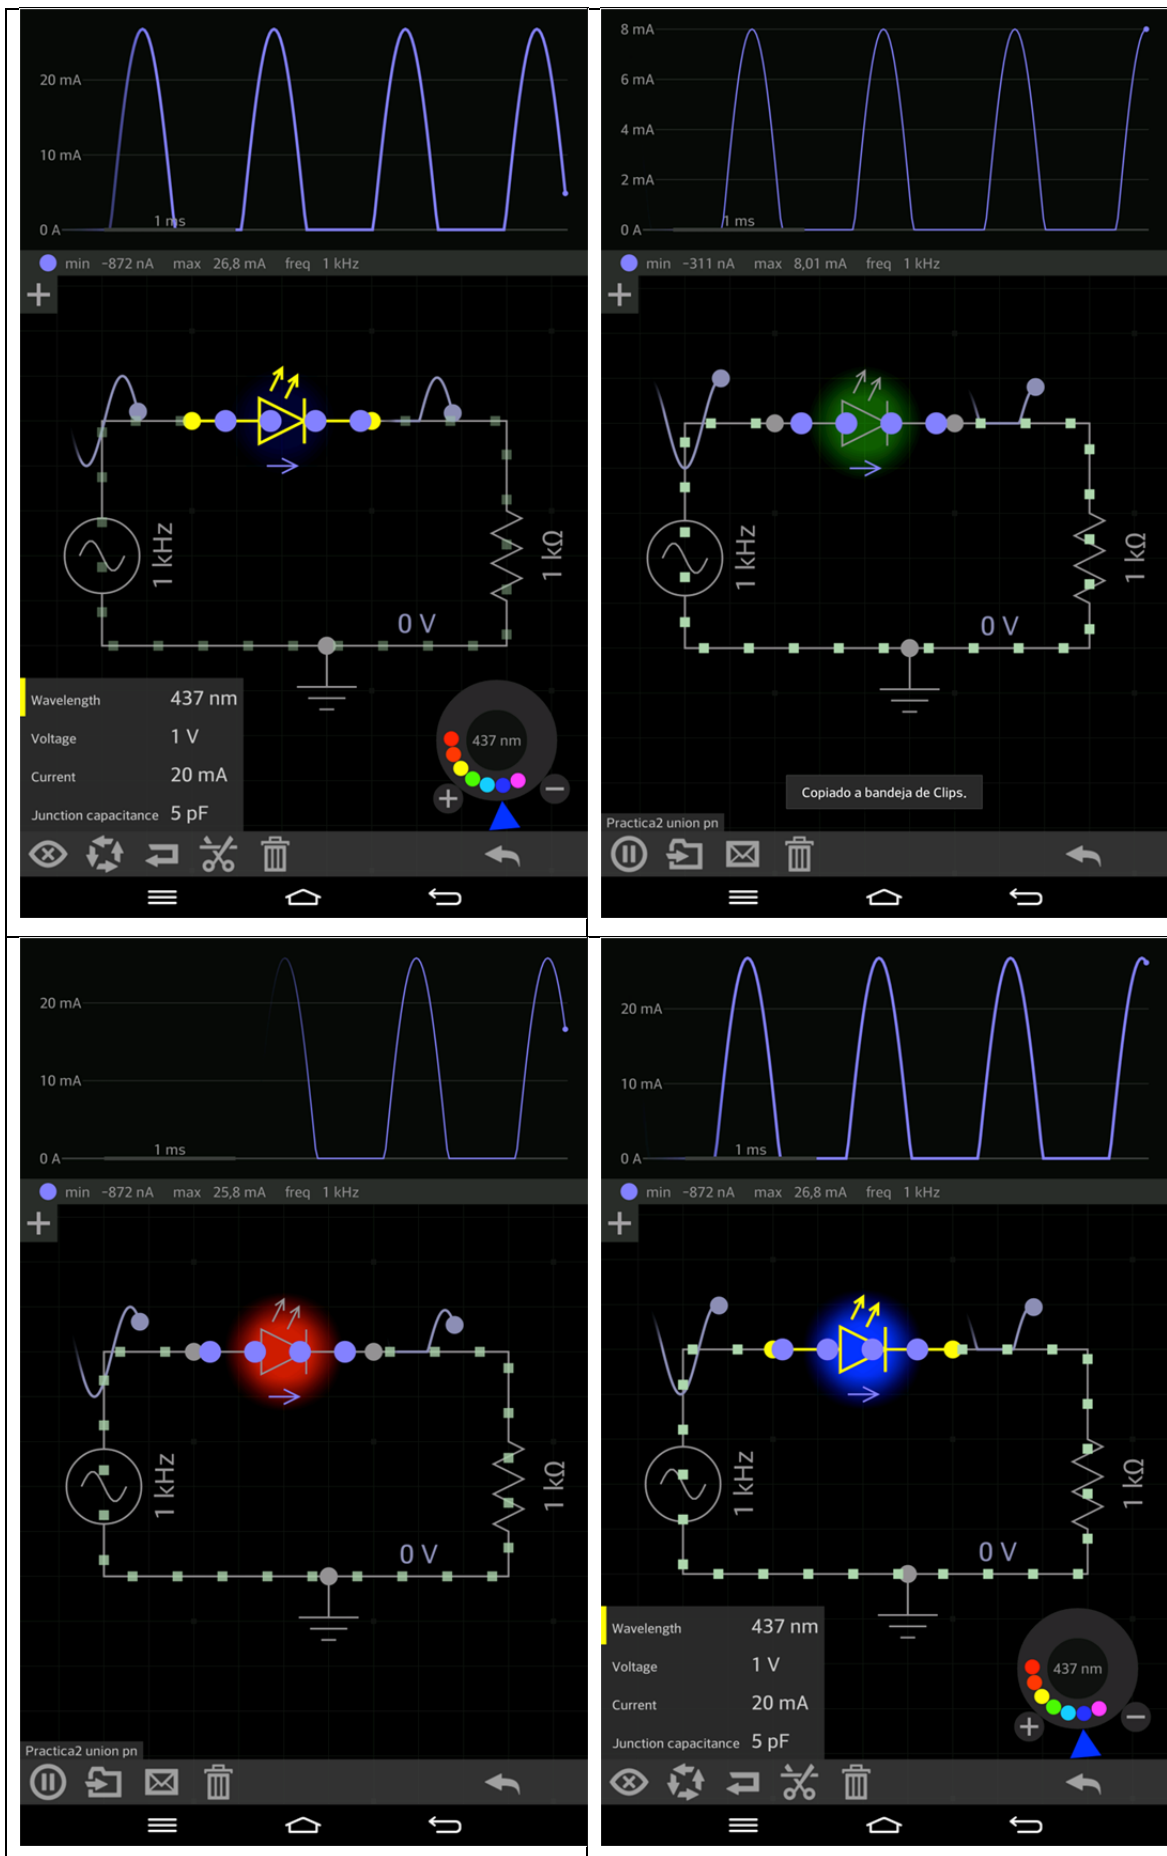 20 mA
10 mA
0 A
1 ms
min -872 nA max 26,8 mA freq 1 kHz
+
1 kHz
1 kΩ
0 V
Wavelength 437 nm
Voltage 1 V
Current 20 mA
Junction capacitance 5 pF
437 nm
+
−
8 mA
6 mA
4 mA
2 mA
0 A
1 ms
min -311 nA max 8,01 mA freq 1 kHz
+
1 kHz
1 kΩ
0 V
Copiado a bandeja de Clips.
Practica2 union pn
20 mA
10 mA
0 A
1 ms
min -872 nA max 25,8 mA freq 1 kHz
+
1 kHz
1 kΩ
0 V
Practica2 union pn
20 mA
10 mA
0 A
1 ms
min -872 nA max 26,8 mA freq 1 kHz
+
1 kHz
1 kΩ
0 V
Wavelength 437 nm
Voltage 1 V
Current 20 mA
Junction capacitance 5 pF
437 nm
+
−